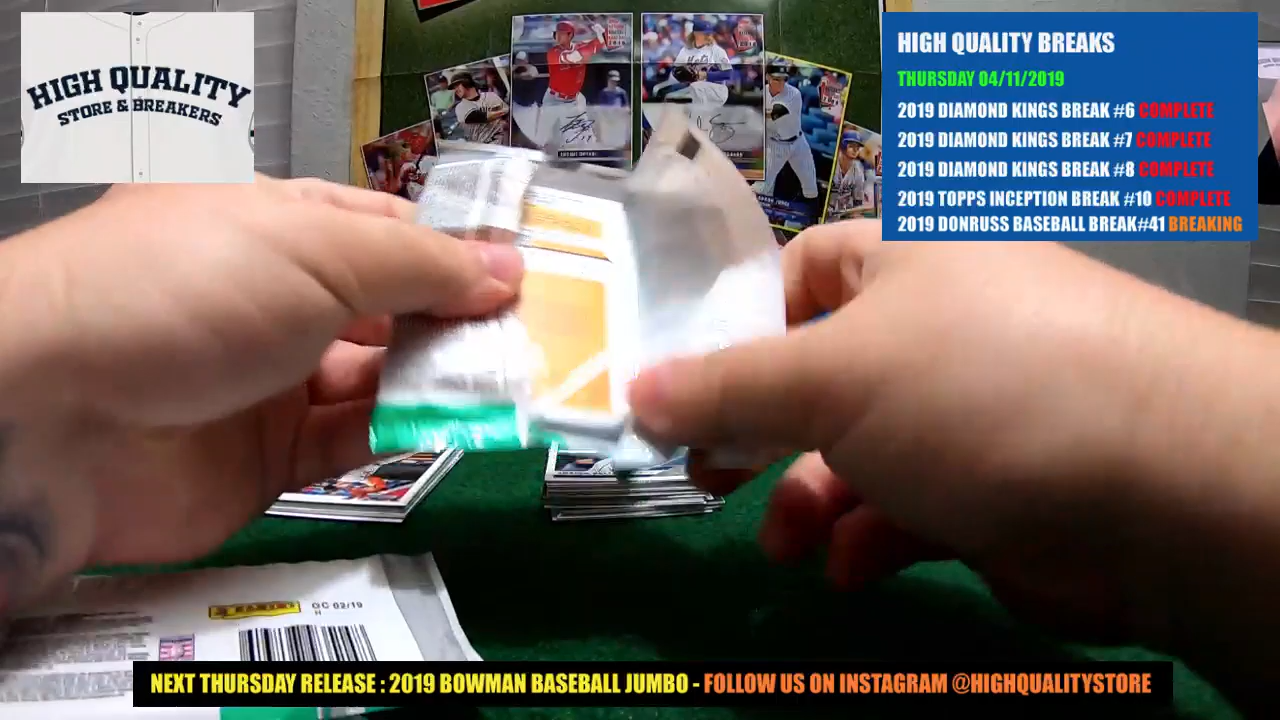 HIGH QUALITY
STORE & BREAKERS
HIGH QUALITY BREAKS
THURSDAY 04/11/2019
2019 DIAMOND KINGS BREAK #6 COMPLETE
2019 DIAMOND KINGS BREAK #7 COMPLETE
2019 DIAMOND KINGS BREAK #8 COMPLETE
2019 TOPPS INCEPTION BREAK #10 COMPLETE
2019 DONRUSS BASEBALL BREAK#41 BREAKING
PANINI
QC 02/19
H
NEXT THURSDAY RELEASE : 2019 BOWMAN BASEBALL JUMBO - FOLLOW US ON INSTAGRAM @HIGHQUALITYSTORE